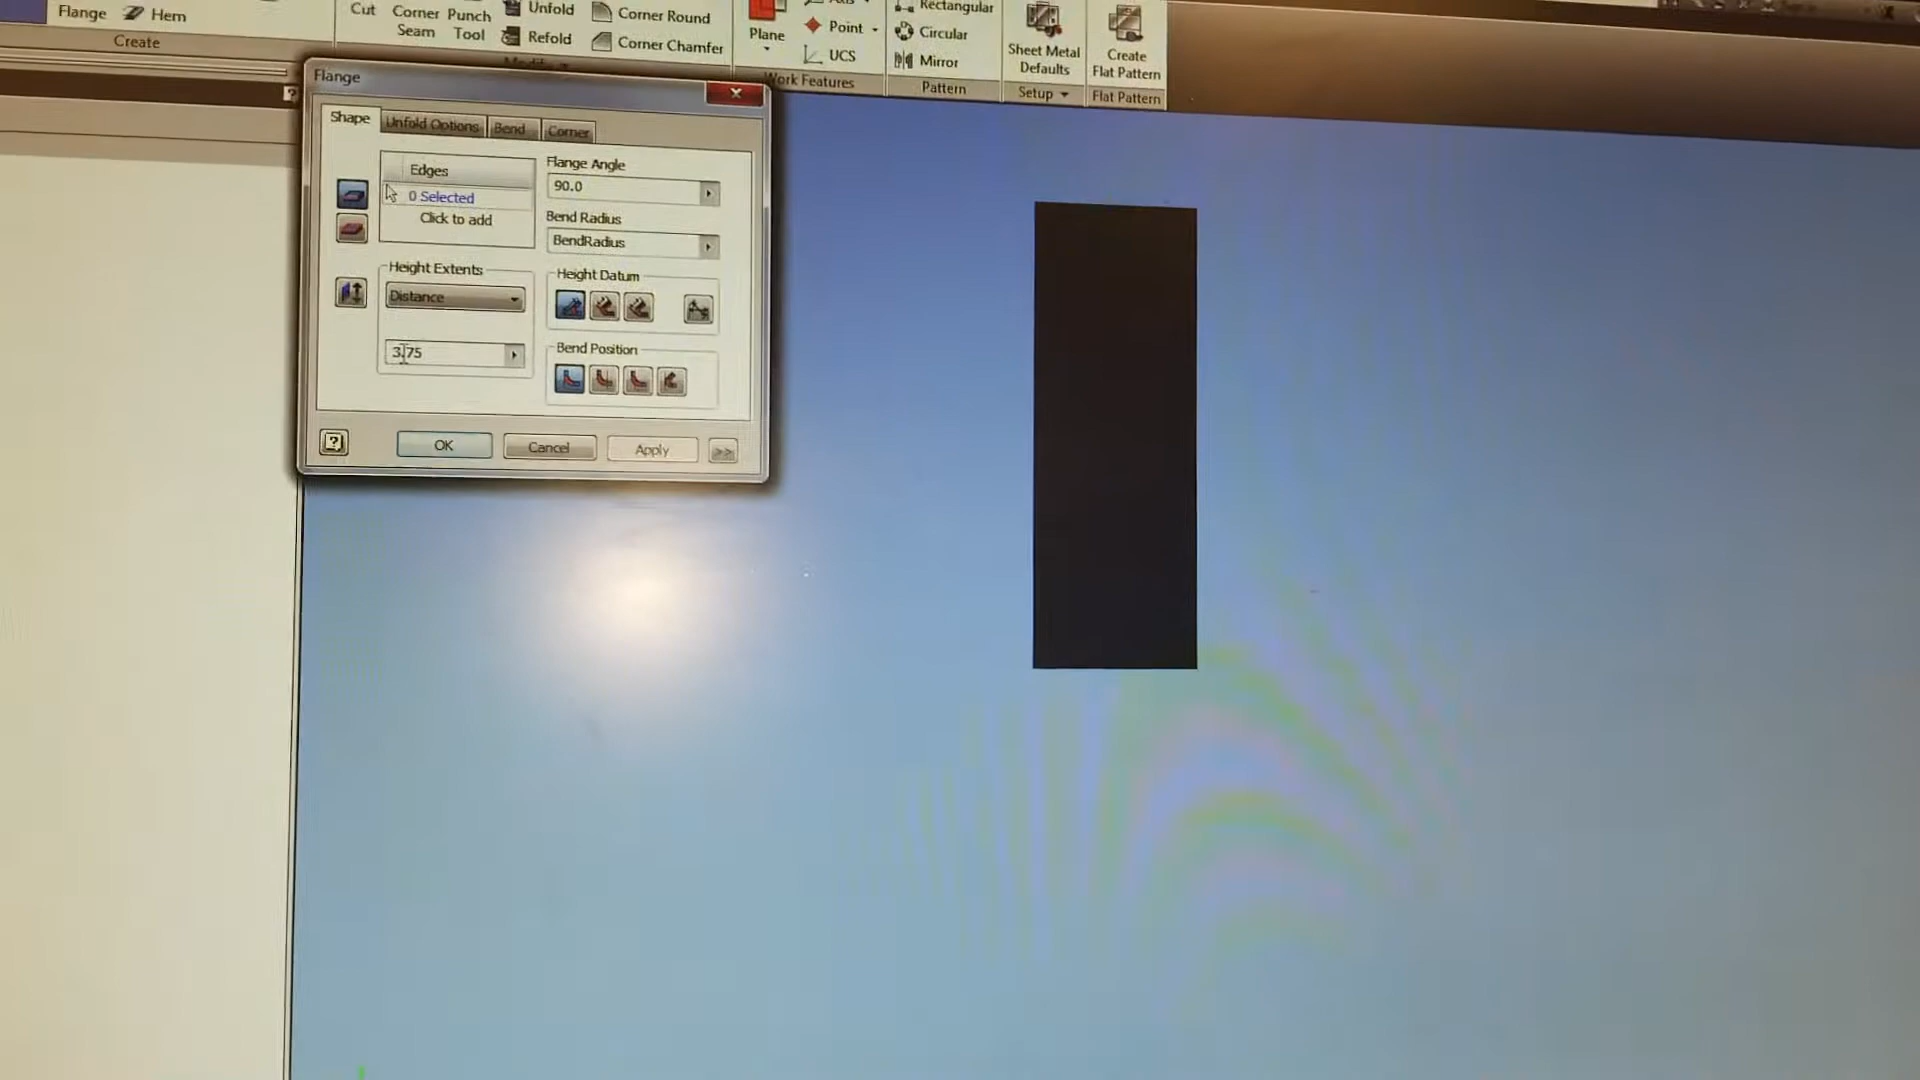 Flange Hem
Create
Cut
Corner Seam
Punch Tool
Unfold
Refold
Corner Round
Corner Chamfer
Plane
Point
UCS
Work Features
Rectangular
Circular
Mirror
Pattern
Sheet Metal Defaults
Setup
Create Flat Pattern
Flat Pattern
Flange
Shape Unfold Options Bend Corner
Edges
0 Selected
Click to add
Flange Angle
90.0
Bend Radius
BendRadius
Height Extents
Distance
3.75
Height Datum
Bend Position
OK Cancel Apply >>